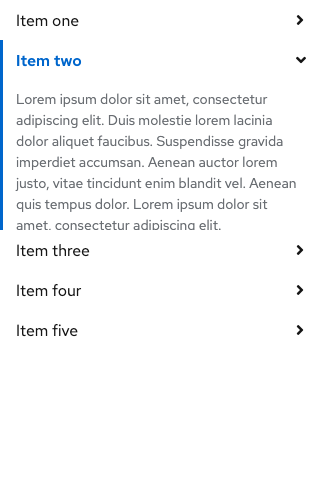 Item one
Item two
Lorem ipsum dolor sit amet, consectetur
adipiscing elit. Duis molestie lorem lacinia
dolor aliquet faucibus. Suspendisse gravida
imperdiet accumsan. Aenean auctor lorem
justo, vitae tincidunt enim blandit vel. Aenean
quis tempus dolor. Lorem ipsum dolor sit
amet, consectetur adipiscing elit.
Item three
Item four
Item five